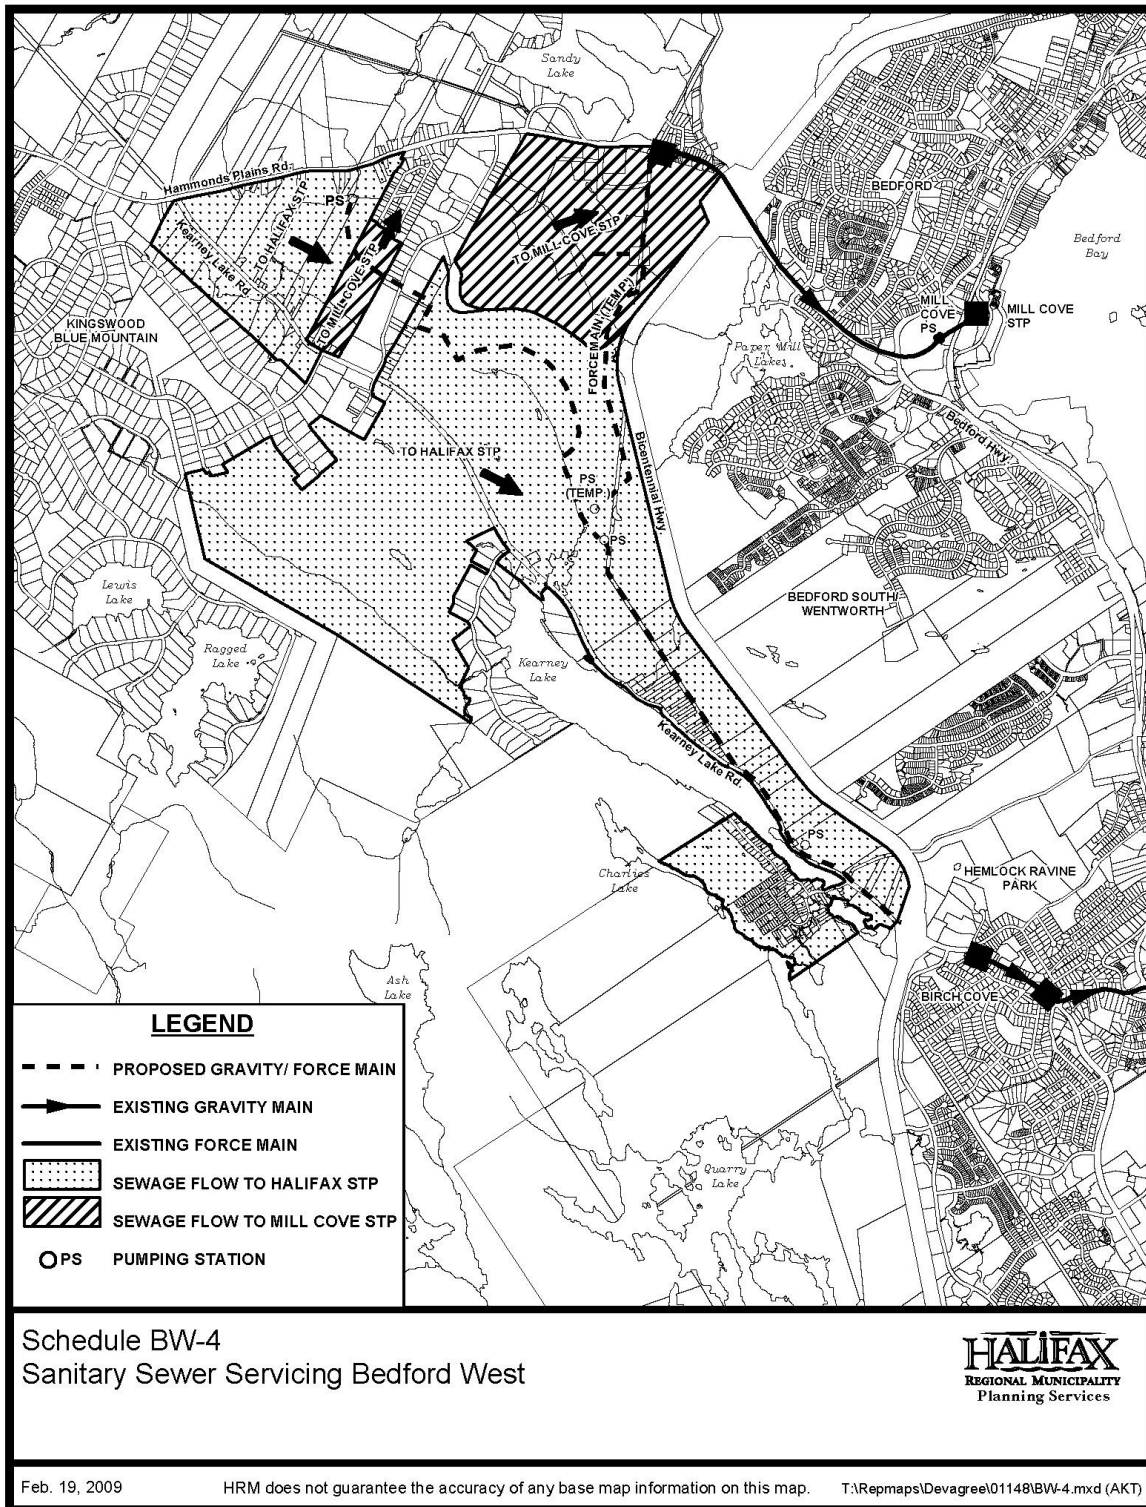 Sandy
Lake
Hammonds Plains Rd.
PS
TO HALIFAX STP
Kearney Lake Rd.
TO MILL COVE STP
TO MILL COVE STP
BEDFORD
Bedford
Bay
MILL
COVE
PS
MILL COVE
STP
KINGSWOOD
BLUE MOUNTAIN
FORCEMAIN (TEMP)
Paper Mill
Lakes
Bedford Hwy.
Bicentennial Hwy.
TO HALIFAX STP
PS
(TEMP.)
PS
Lewis
Lake
Ragged
Lake
BEDFORD SOUTH/
WENTWORTH
Kearney
Lake
Kearney Lake Rd.
PS
Charlies
Lake
HEMLOCK RAVINE
PARK
Ash
Lake
BIRCH COVE
Quarry
Lake
LEGEND
PROPOSED GRAVITY/ FORCE MAIN
EXISTING GRAVITY MAIN
EXISTING FORCE MAIN
SEWAGE FLOW TO HALIFAX STP
SEWAGE FLOW TO MILL COVE STP
PS PUMPING STATION
Schedule BW-4
Sanitary Sewer Servicing Bedford West
HALIFAX
REGIONAL MUNICIPALITY
Planning Services
Feb. 19, 2009
HRM does not guarantee the accuracy of any base map information on this map.
T:\Repmaps\Devagree\01148\BW-4.mxd (AKT)